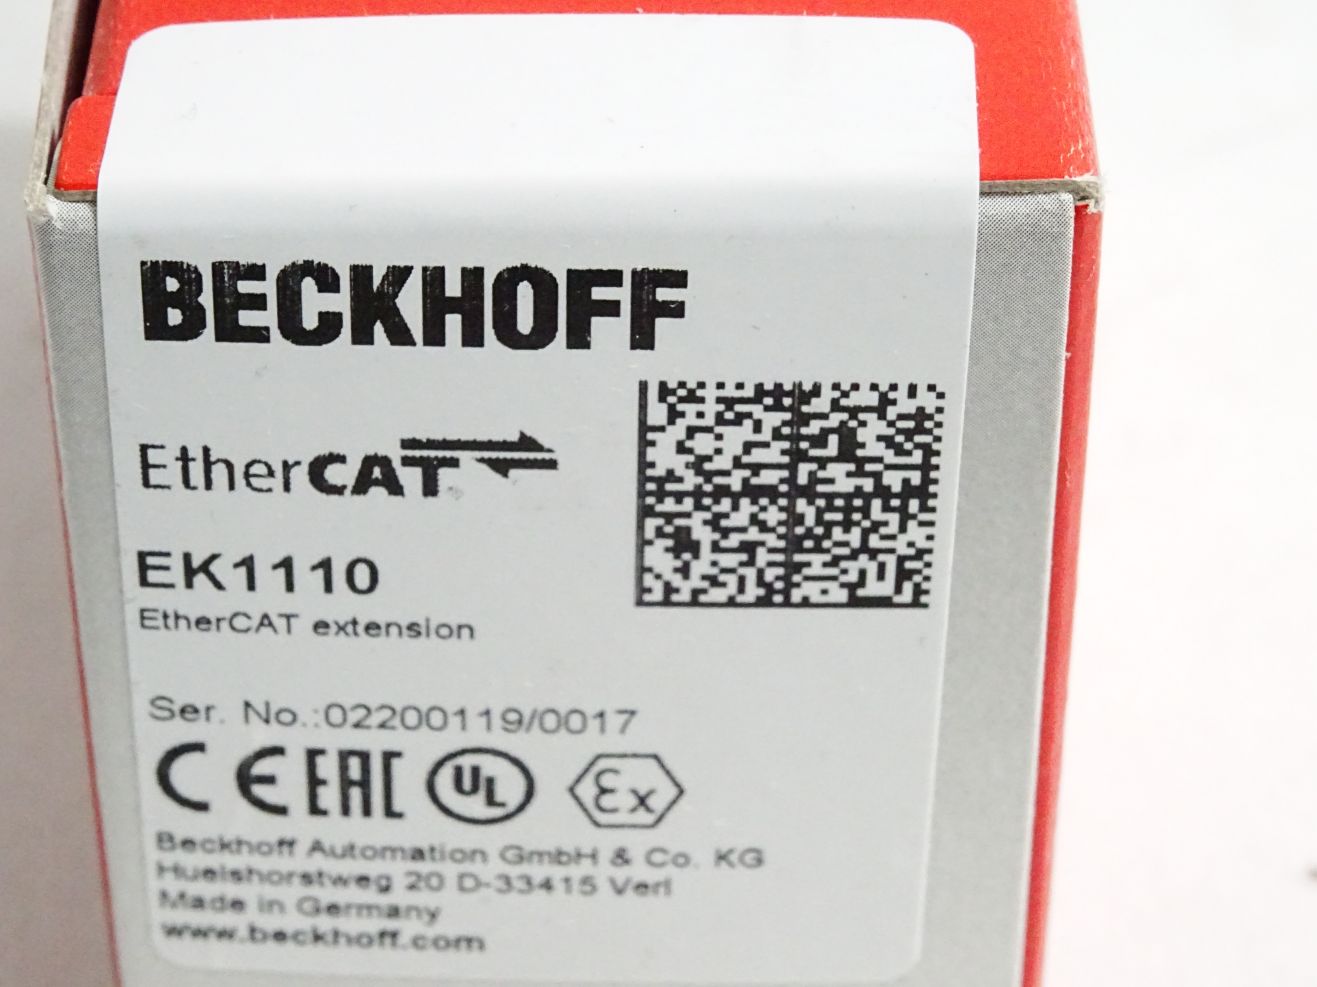 BECKHOFF
EtherCAT
EK1110
EtherCAT extension
Ser. No.:02200119/0017
CE EAC UL Ex
Beckhoff Automation GmbH & Co. KG
Huelshorstweg 20 D-33415 Verl
Made in Germany
www.beckhoff.com